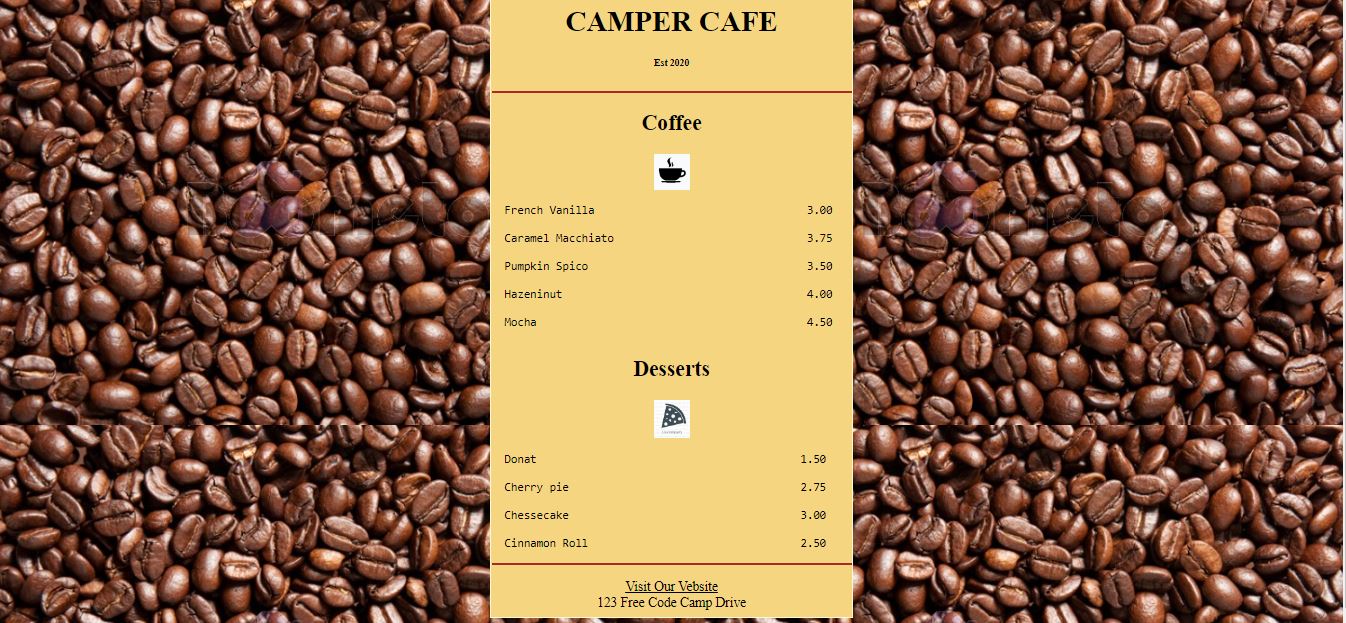 CAMPER CAFE
Est 2020
Coffee
French Vanilla 3.00
Caramel Macchiato 3.75
Pumpkin Spico 3.50
Hazeninut 4.00
Mocha 4.50
Desserts
Donat 1.50
Cherry pie 2.75
Chessecake 3.00
Cinnamon Roll 2.50
Visit Our Vebsite
123 Free Code Camp Drive